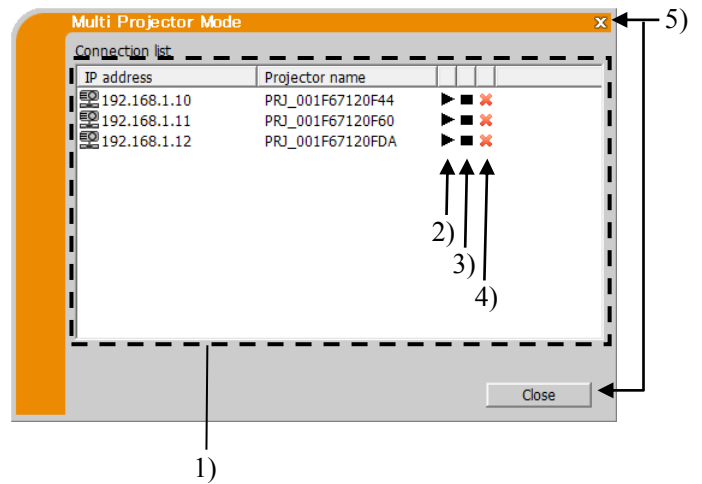 Multi Projector Mode x 5)
Connection list
IP address Projector name
192.168.1.10 PRJ_001F67120F44
192.168.1.11 PRJ_001F67120F60
192.168.1.12 PRJ_001F67120FDA
2)
3)
4)
Close
1)